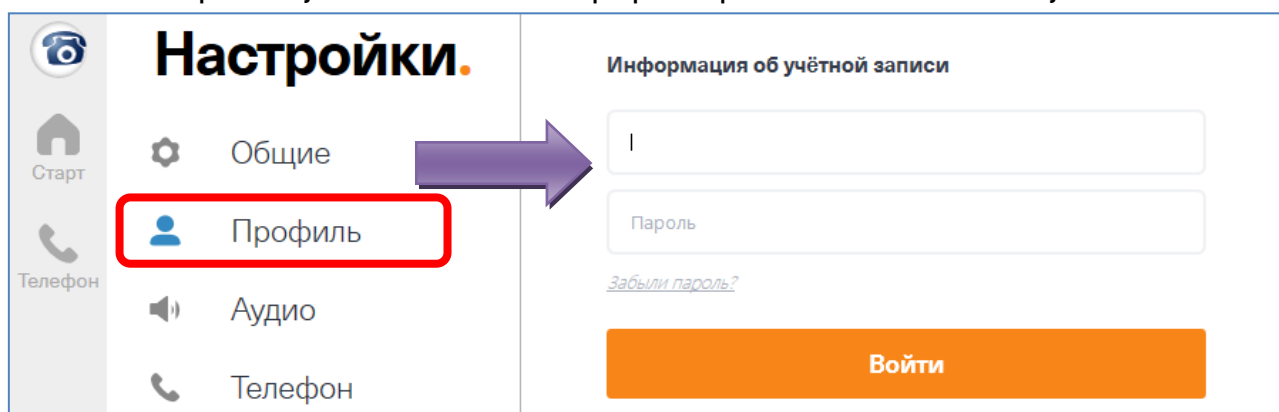 Настройки.
Старт
Телефон
Общие
Профиль
Аудио
Телефон
Информация об учётной записи
Пароль
Забыли пароль?
Войти